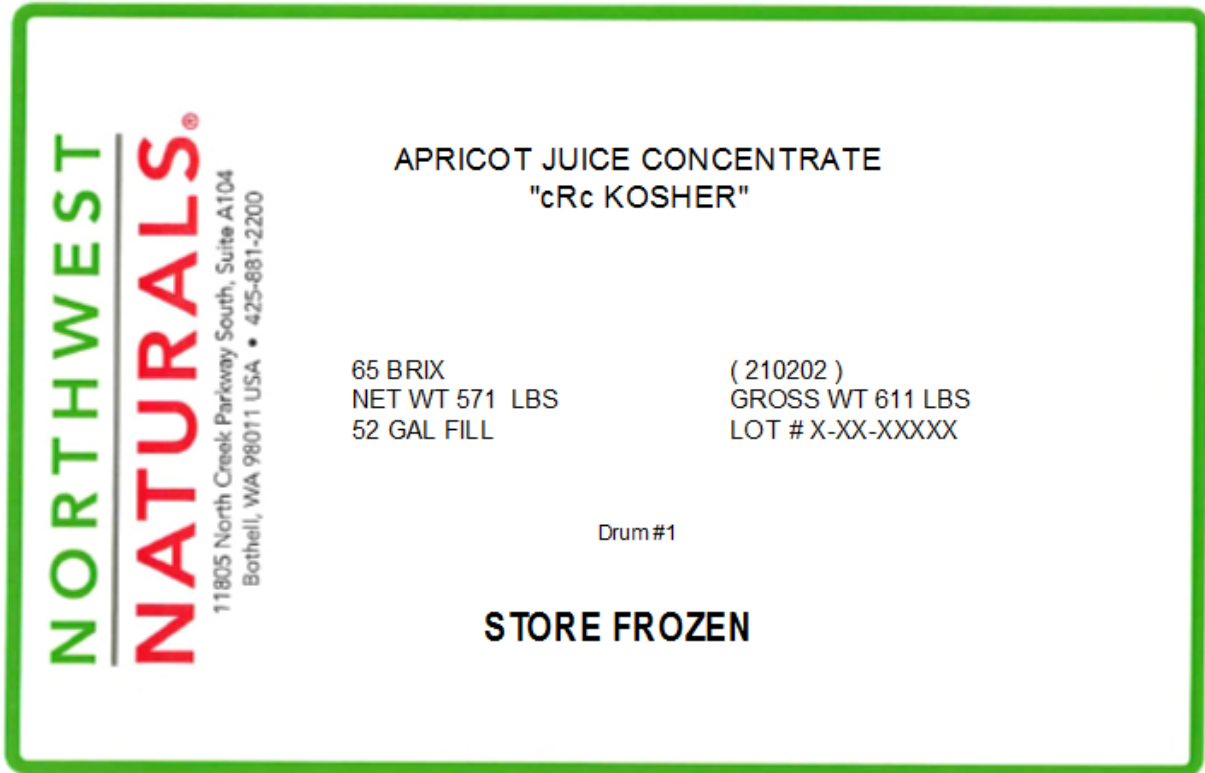 NORTHWEST
NATURALS®
11805 North Creek Parkway South, Suite A104
Bothell, WA 98011 USA • 425-881-2200
APRICOT JUICE CONCENTRATE
"cRc KOSHER"
65 BRIX ( 210202 )
NET WT 571 LBS GROSS WT 611 LBS
52 GAL FILL LOT # X-XX-XXXXX
Drum #1
STORE FROZEN